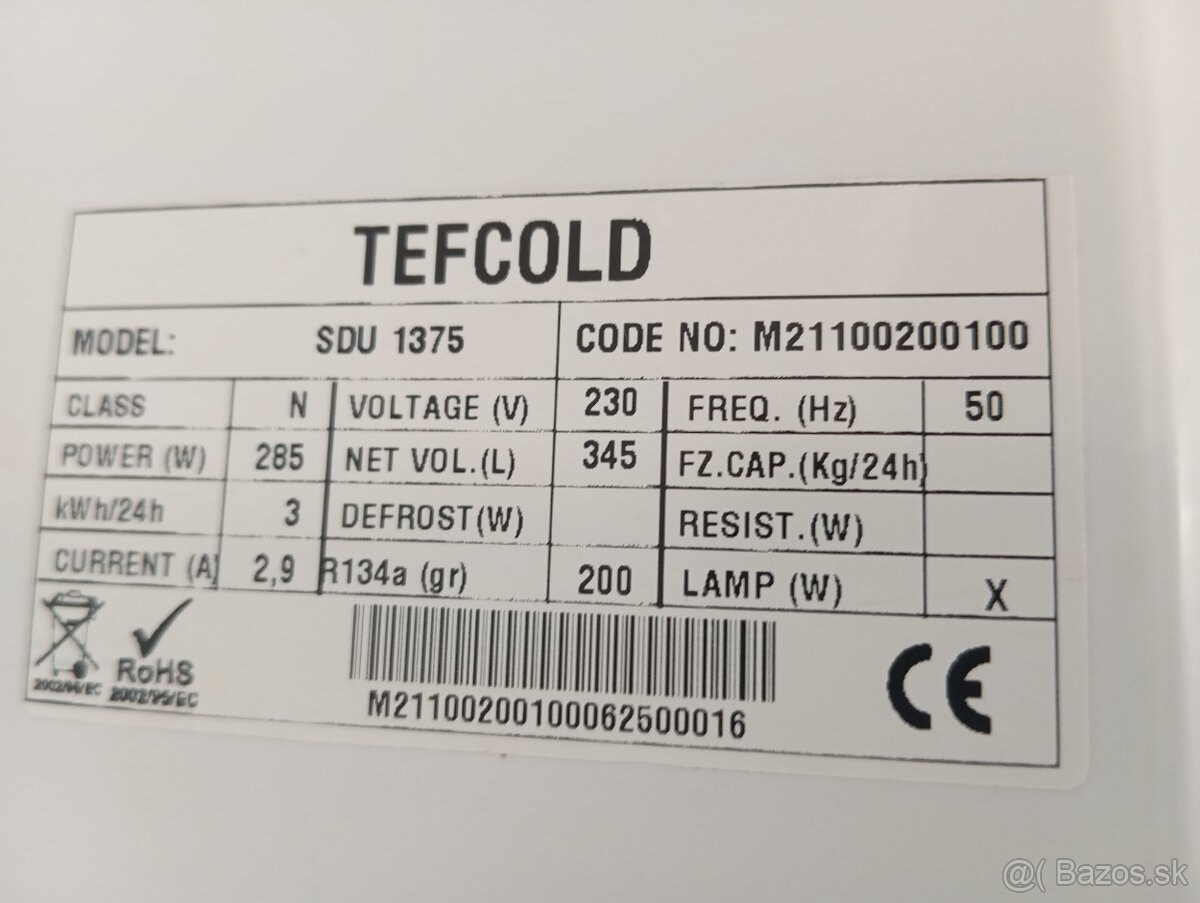 TEFCOLD
MODEL: SDU 1375 CODE NO: M21100200100
CLASS N VOLTAGE (V) 230 FREQ. (Hz) 50
POWER (W) 285 NET VOL.(L) 345 FZ.CAP.(Kg/24h)
kWh/24h 3 DEFROST(W) RESIST.(W)
CURRENT (A) 2,9 R134a (gr) 200 LAMP (W) X
RoHS
2002/95/EC
CE
M21100200100062500016
@( Bazos.sk